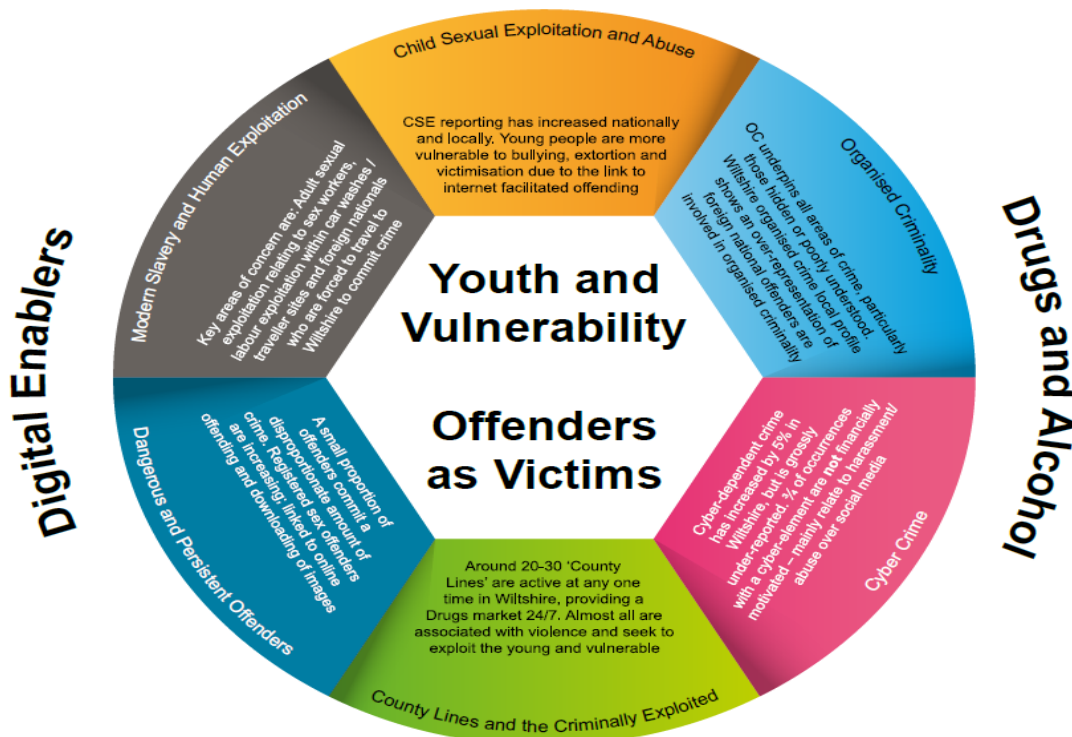 Child Sexual Exploitation and Abuse
CSE reporting has increased nationally
and locally. Young people are more
vulnerable to bullying, extortion and
victimisation due to the link to
internet facilitated offending
Organised Criminality
OC underpins all areas of crime, particularly
those hidden or poorly understood.
Wiltshire organised crime local profile
shows an over-representation of
foreign national offenders are
involved in organised criminality
Drugs and Alcohol
Cyber Crime
Cyber-dependent crime
has increased by 5% in
Wiltshire, but is grossly
under-reported. ¾ of occurrences
with a cyber-element are not financially
motivated – mainly relate to harassment/
abuse over social media
County Lines and the Criminally Exploited
Around 20-30 ‘County
Lines’ are active at any one
time in Wiltshire, providing a
Drugs market 24/7. Almost all are
associated with violence and seek to
exploit the young and vulnerable
Dangerous and Persistent Offenders
A small proportion of
offenders commit a
disproportionate amount of
crime. Registered sex offenders
are increasing; linked to online
offending and downloading of images
Digital Enablers
Modern Slavery and Human Exploitation
Key areas of concern are: Adult sexual
exploitation relating to sex workers,
labour exploitation within car washes /
traveller sites and foreign nationals
who are forced to travel to
Wiltshire to commit crime
Youth and
Vulnerability
Offenders
as Victims